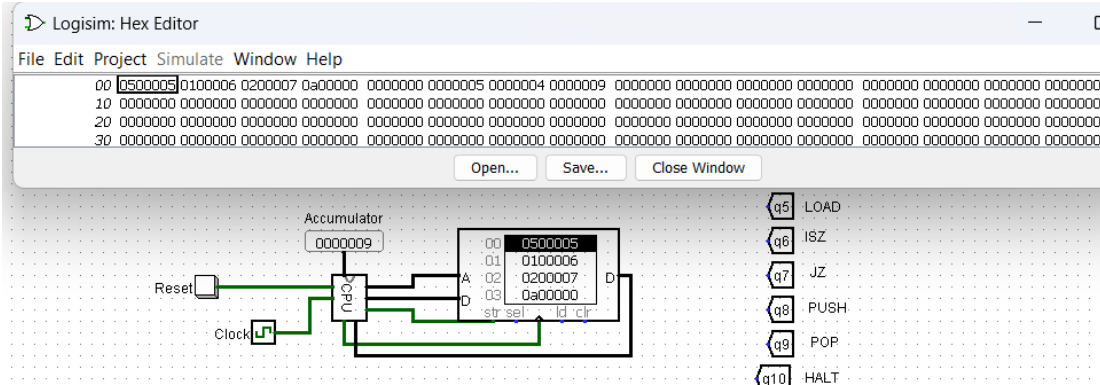 Logisim: Hex Editor
File Edit Project Simulate Window Help
00 0500005 0100006 0200007 0a00000 0000000 0000005 0000004 0000009 0000000 0000000 0000000 0000000 0000000 0000000 0000000 0000000
10 0000000 0000000 0000000 0000000 0000000 0000000 0000000 0000000 0000000 0000000 0000000 0000000 0000000 0000000 0000000 0000000
20 0000000 0000000 0000000 0000000 0000000 0000000 0000000 0000000 0000000 0000000 0000000 0000000 0000000 0000000 0000000 0000000
30 0000000 0000000 0000000 0000000 0000000 0000000 0000000 0000000 0000000 0000000 0000000 0000000 0000000 0000000 0000000 0000000
Open... Save... Close Window
q5 LOAD
Accumulator
0000009
q6 ISZ
00 0500005
01 0100006
A 02 0200007 D
q7 JZ
Reset
CPU
D 03 0a00000
str sel ld clr
q8 PUSH
Clock
q9 POP
q10 HALT